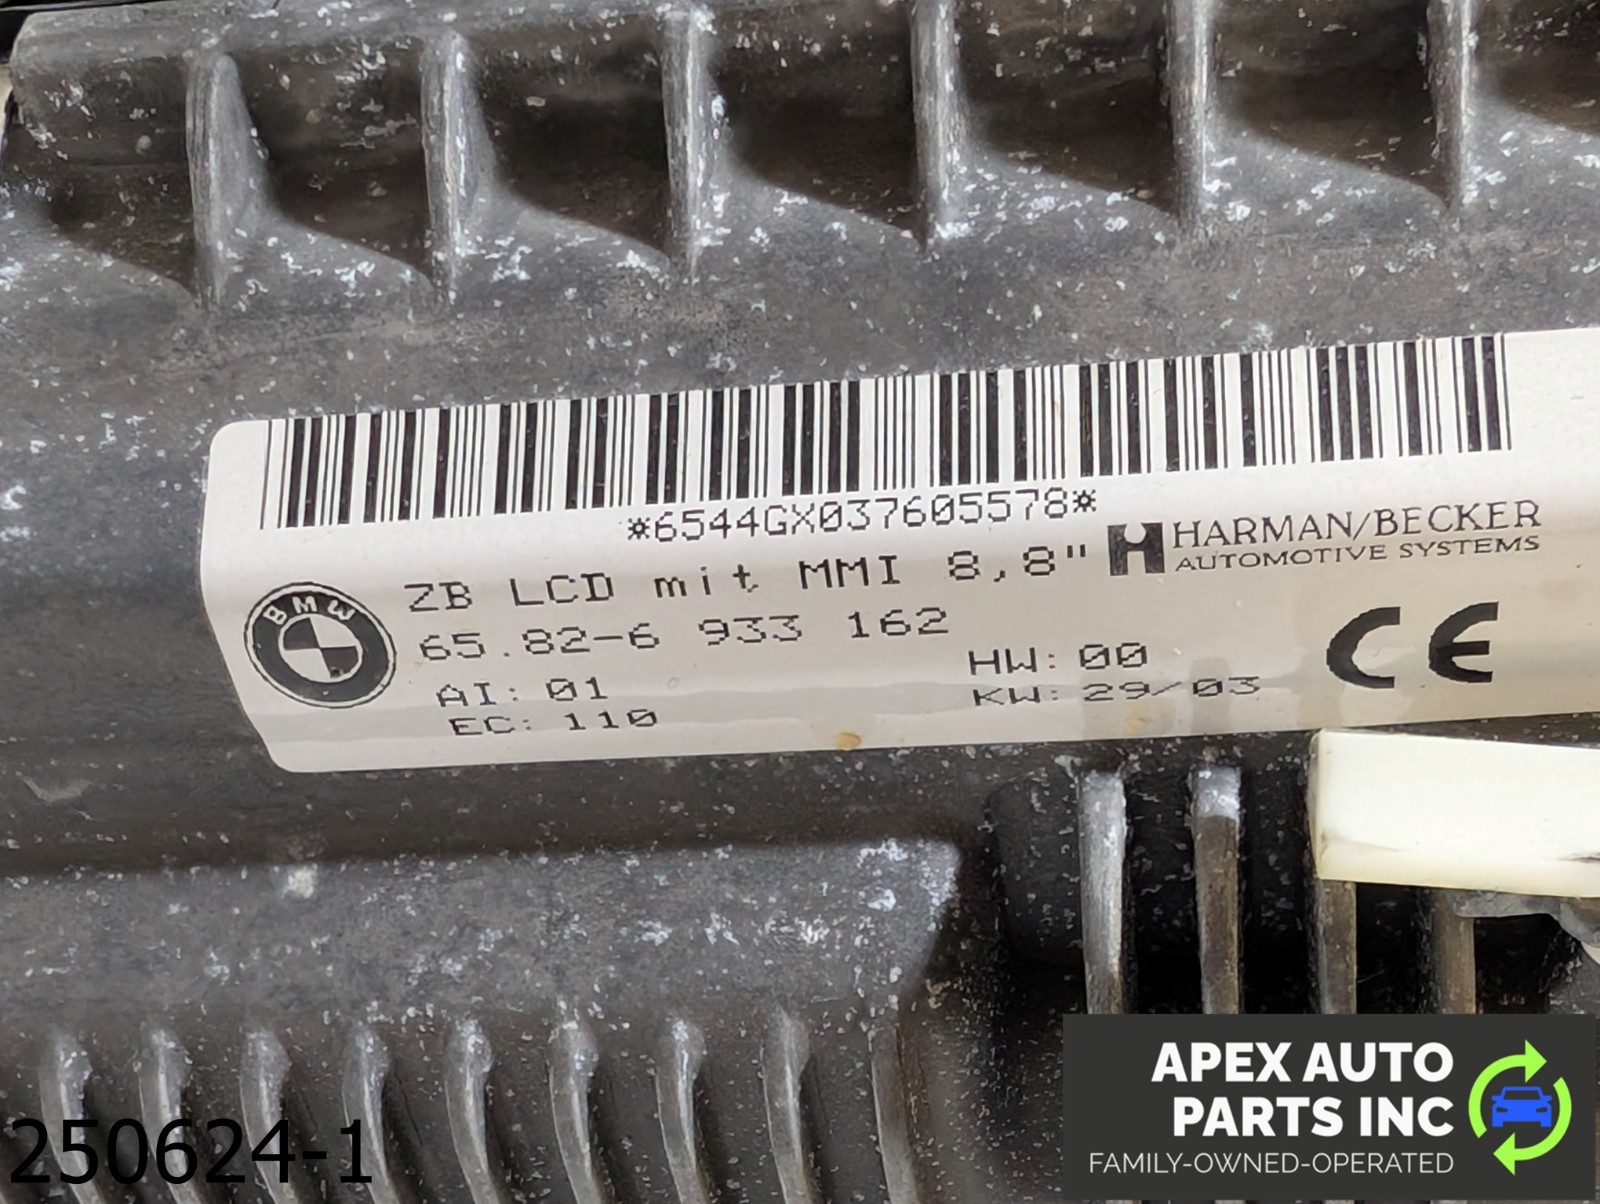 *6544GX037605578*
HARMAN/BECKER
AUTOMOTIVE SYSTEMS
ZB LCD mit MMI 8,8"
BMW
65.82-6 933 162
HW: 00
AI: 01
KW: 29/03
EC: 110
CE
APEX AUTO
PARTS INC
FAMILY-OWNED-OPERATED
250624-1